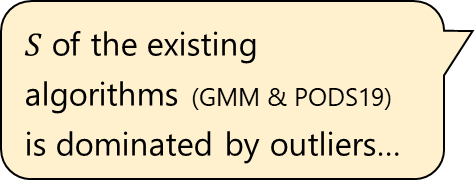 S of the existing
algorithms (GMM & PODS19)
is dominated by outliers...